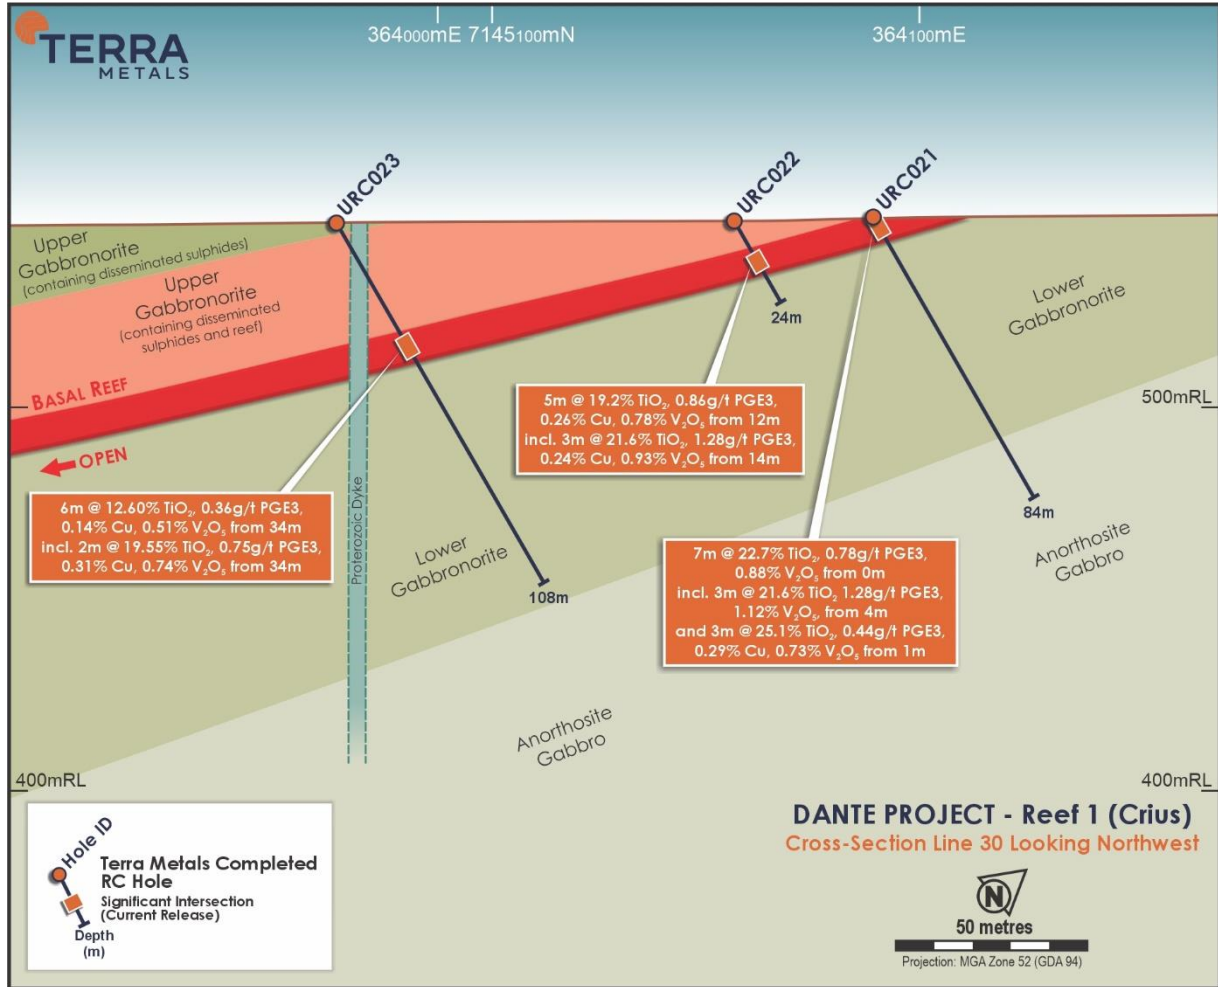 TERRA
METALS
364000mE 7145100mN
364100mE
URC023
URC022
URC021
Upper
Gabbronorite
(containing disseminated sulphides)
Upper
Gabbronorite
(containing disseminated
sulphides and reef)
BASAL REEF
OPEN
Lower
Gabbronorite
24m
500mRL
5m @ 19.2% TiO₂, 0.86g/t PGE3,
0.26% Cu, 0.78% V₂O₅ from 12m
incl. 3m @ 21.6% TiO₂, 1.28g/t PGE3,
0.24% Cu, 0.93% V₂O₅ from 14m
6m @ 12.60% TiO₂, 0.36g/t PGE3,
0.14% Cu, 0.51% V₂O₅ from 34m
incl. 2m @ 19.55% TiO₂, 0.75g/t PGE3,
0.31% Cu, 0.74% V₂O₅ from 34m
Proterozoic Dyke
Lower
Gabbronorite
108m
84m
7m @ 22.7% TiO₂, 0.78g/t PGE3,
0.88% V₂O₅ from 0m
incl. 3m @ 21.6% TiO₂ 1.28g/t PGE3,
1.12% V₂O₅, from 4m
and 3m @ 25.1% TiO₂, 0.44g/t PGE3,
0.29% Cu, 0.73% V₂O₅ from 1m
Anorthosite
Gabbro
Anorthosite
Gabbro
400mRL
400mRL
Hole ID
Terra Metals Completed
RC Hole
Significant Intersection
(Current Release)
Depth
(m)
DANTE PROJECT - Reef 1 (Crius)
Cross-Section Line 30 Looking Northwest
N
50 metres
Projection: MGA Zone 52 (GDA 94)